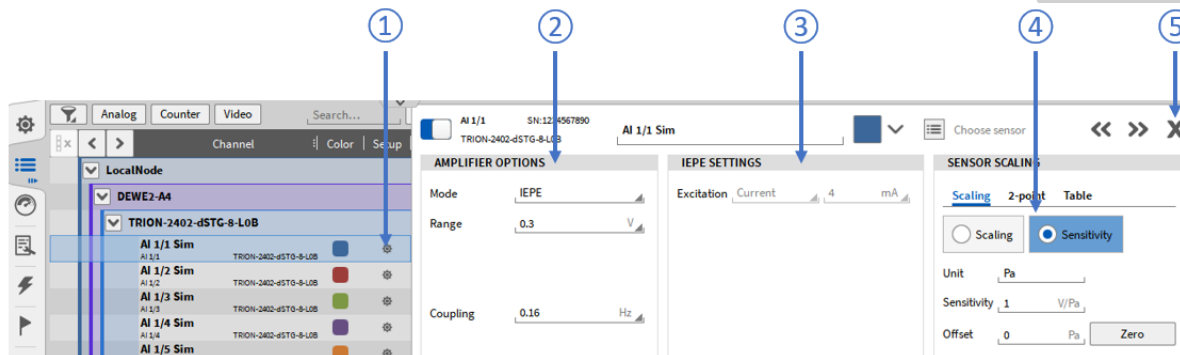 1 2 3 4 5
Analog Counter Video Search...
Channel Color Setup
LocalNode
DEWE2-A4
TRION-2402-dSTG-8-L0B
AI 1/1 Sim
AI 1/1 TRION-2402-dSTG-8-L0B
AI 1/2 Sim
AI 1/2 TRION-2402-dSTG-8-L0B
AI 1/3 Sim
AI 1/3 TRION-2402-dSTG-8-L0B
AI 1/4 Sim
AI 1/4 TRION-2402-dSTG-8-L0B
AI 1/5 Sim
AI 1/1 SN:1234567890
TRION-2402-dSTG-8-L0B
AI 1/1 Sim
Choose sensor
AMPLIFIER OPTIONS
Mode IEPE
Range 0.3 V
Coupling 0.16 Hz
IEPE SETTINGS
Excitation Current 4 mA
SENSOR SCALING
Scaling 2-point Table
Scaling Sensitivity
Unit Pa
Sensitivity 1 V/Pa
Offset 0 Pa Zero